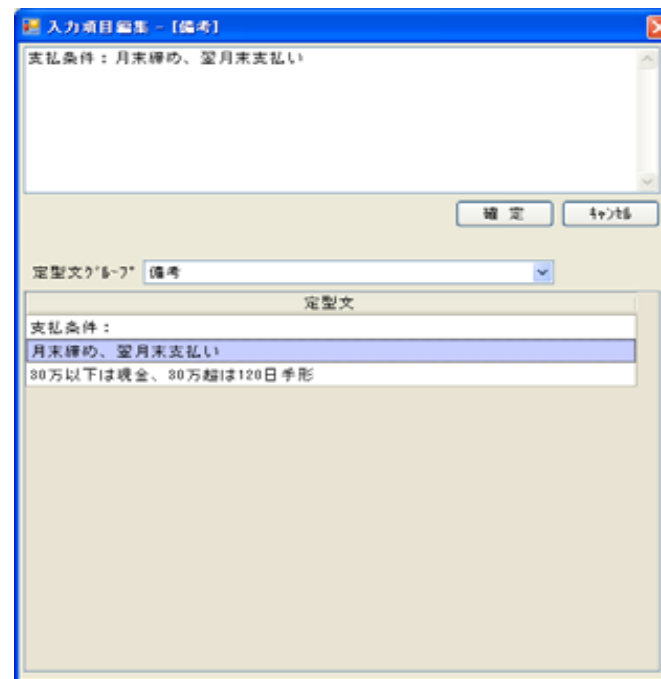 入力項目編集 - [備考]
支払条件：月末締め、翌月末支払い
確 定
ｷｬﾝｾﾙ
定型文ｸﾞﾙｰﾌﾟ 備考
定型文
支払条件：
月末締め、翌月末支払い
30万以下は現金、30万超は120日手形